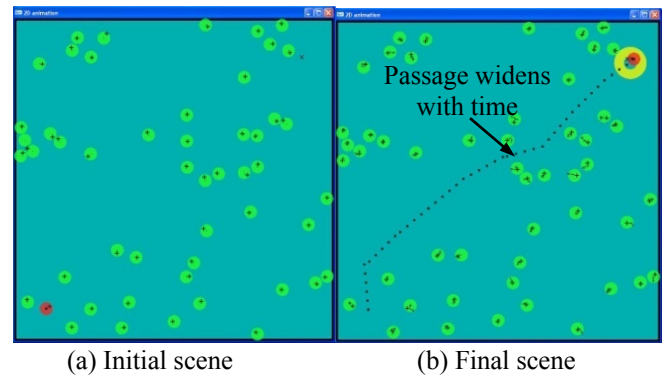 2D animation
2D animation
Passage widens
with time
(a) Initial scene
(b) Final scene